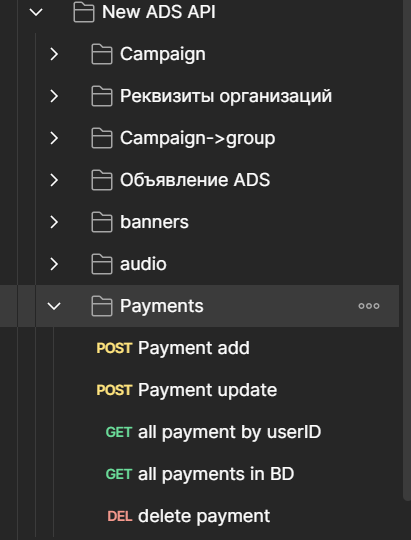 New ADS API
Campaign
Реквизиты организаций
Campaign->group
Объявление ADS
banners
audio
Payments
POST Payment add
POST Payment update
GET all payment by userID
GET all payments in BD
DEL delete payment